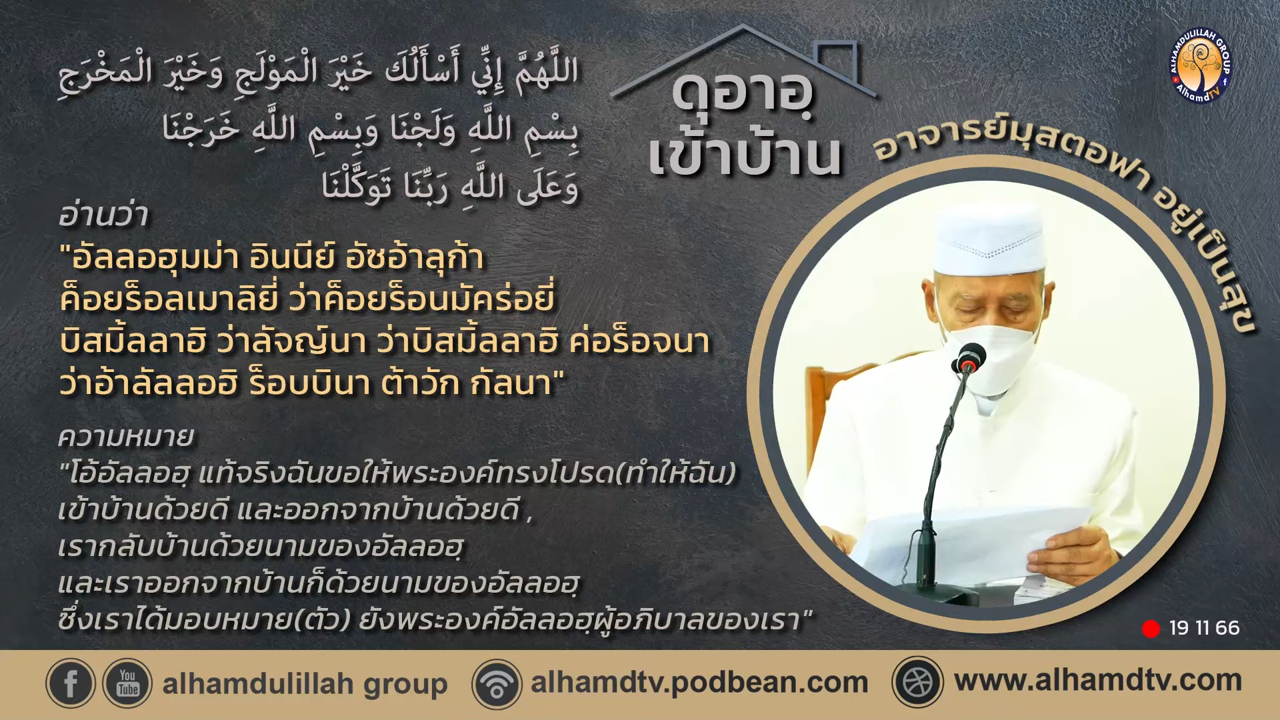 اللَّهُمَّ إِنِّي أَسْأَلُكَ خَيْرَ الْمَوْلَجِ وَخَيْرَ الْمَخْرَجِ
بِسْمِ اللَّهِ وَلَجْنَا وَبِسْمِ اللَّهِ خَرَجْنَا
وَعَلَى اللَّهِ رَبِّنَا تَوَكَّلْنَا
ดุอาอฺ
เข้าบ้าน
อ่านว่า
"อัลลอฮุมม่า อินนีย์ อัซอ้าลุก้า
ค็อยร็อลเมาลิยี่ ว่าค็อยร็อนมัคร่อยี่
บิสมิ้ลลาฮิ ว่าลัจญ์นา ว่าบิสมิ้ลลาฮิ ค่อร็อจนา
ว่าอ้าลัลลอฮิ ร็อบบินา ต้าวัก กัลนา"
ความหมาย
"โอ้อัลลอฮฺ แท้จริงฉันขอให้พระองค์ทรงโปรด(ทำให้ฉัน)
เข้าบ้านด้วยดี และออกจากบ้านด้วยดี ,
เรากลับบ้านด้วยนามของอัลลอฮฺ
และเราออกจากบ้านก็ด้วยนามของอัลลอฮฺ
ซึ่งเราได้มอบหมาย(ตัว) ยังพระองค์อัลลอฮฺผู้อภิบาลของเรา"
อาจารย์มุสตอฟา อยู่เป็นสุข
ALHAMDULILLAH GROUP
AlhamdTV
19 11 66
f
You
Tube
alhamdulillah group
alhamdtv.podbean.com
www.alhamdtv.com